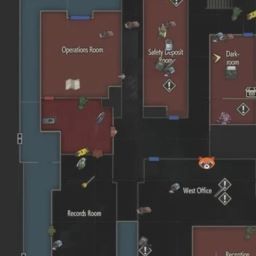 Operations Room
Safety Deposit
Room
Dark-
room
West Office
Records Room
Reception